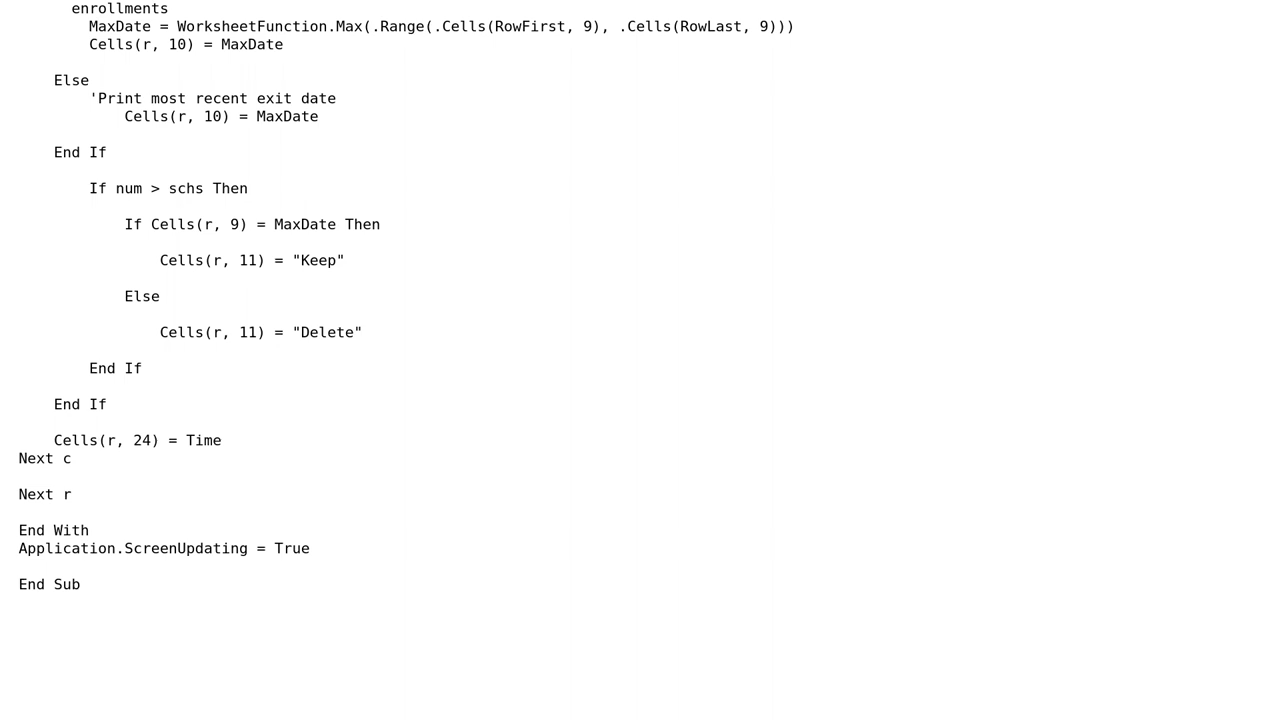 enrollments
MaxDate = WorksheetFunction.Max(.Range(.Cells(RowFirst, 9), .Cells(RowLast, 9)))
Cells(r, 10) = MaxDate
Else
'Print most recent exit date
Cells(r, 10) = MaxDate
End If
If num > schs Then
If Cells(r, 9) = MaxDate Then
Cells(r, 11) = "Keep"
Else
Cells(r, 11) = "Delete"
End If
End If
Cells(r, 24) = Time
Next c
Next r
End With
Application.ScreenUpdating = True
End Sub